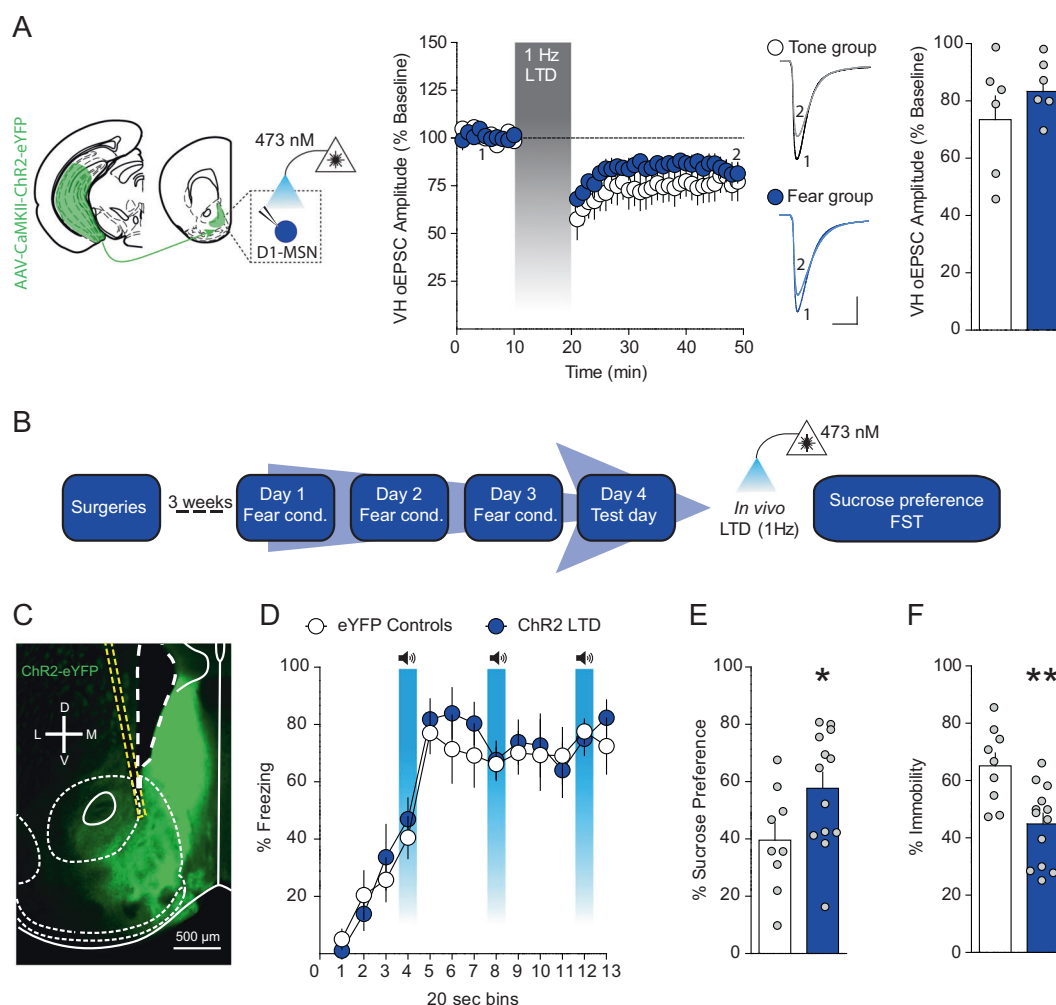 A
AAV-CaMKII-ChR2-eYFP
473 nM
D1-MSN
VH oEPSC Amplitude (% Baseline)
150
125
100
75
50
25
1 Hz
LTD
1
2
0 10 20 30 40 50
Time (min)
Tone group
2
1
Fear group
2
1
VH oEPSC Amplitude (% Baseline)
100
80
60
40
20
0
B
Surgeries
3 weeks
Day 1
Fear cond.
Day 2
Fear cond.
Day 3
Fear cond.
Day 4
Test day
473 nM
In vivo
LTD (1Hz)
Sucrose preference
FST
C
ChR2-eYFP
D
L M
V
500 µm
D
eYFP Controls
ChR2 LTD
% Freezing
100
80
60
40
20
0 1 2 3 4 5 6 7 8 9 10 11 12 13
20 sec bins
E
% Sucrose Preference
100
80
60
40
20
0
*
F
% Immobility
100
80
60
40
20
0
**